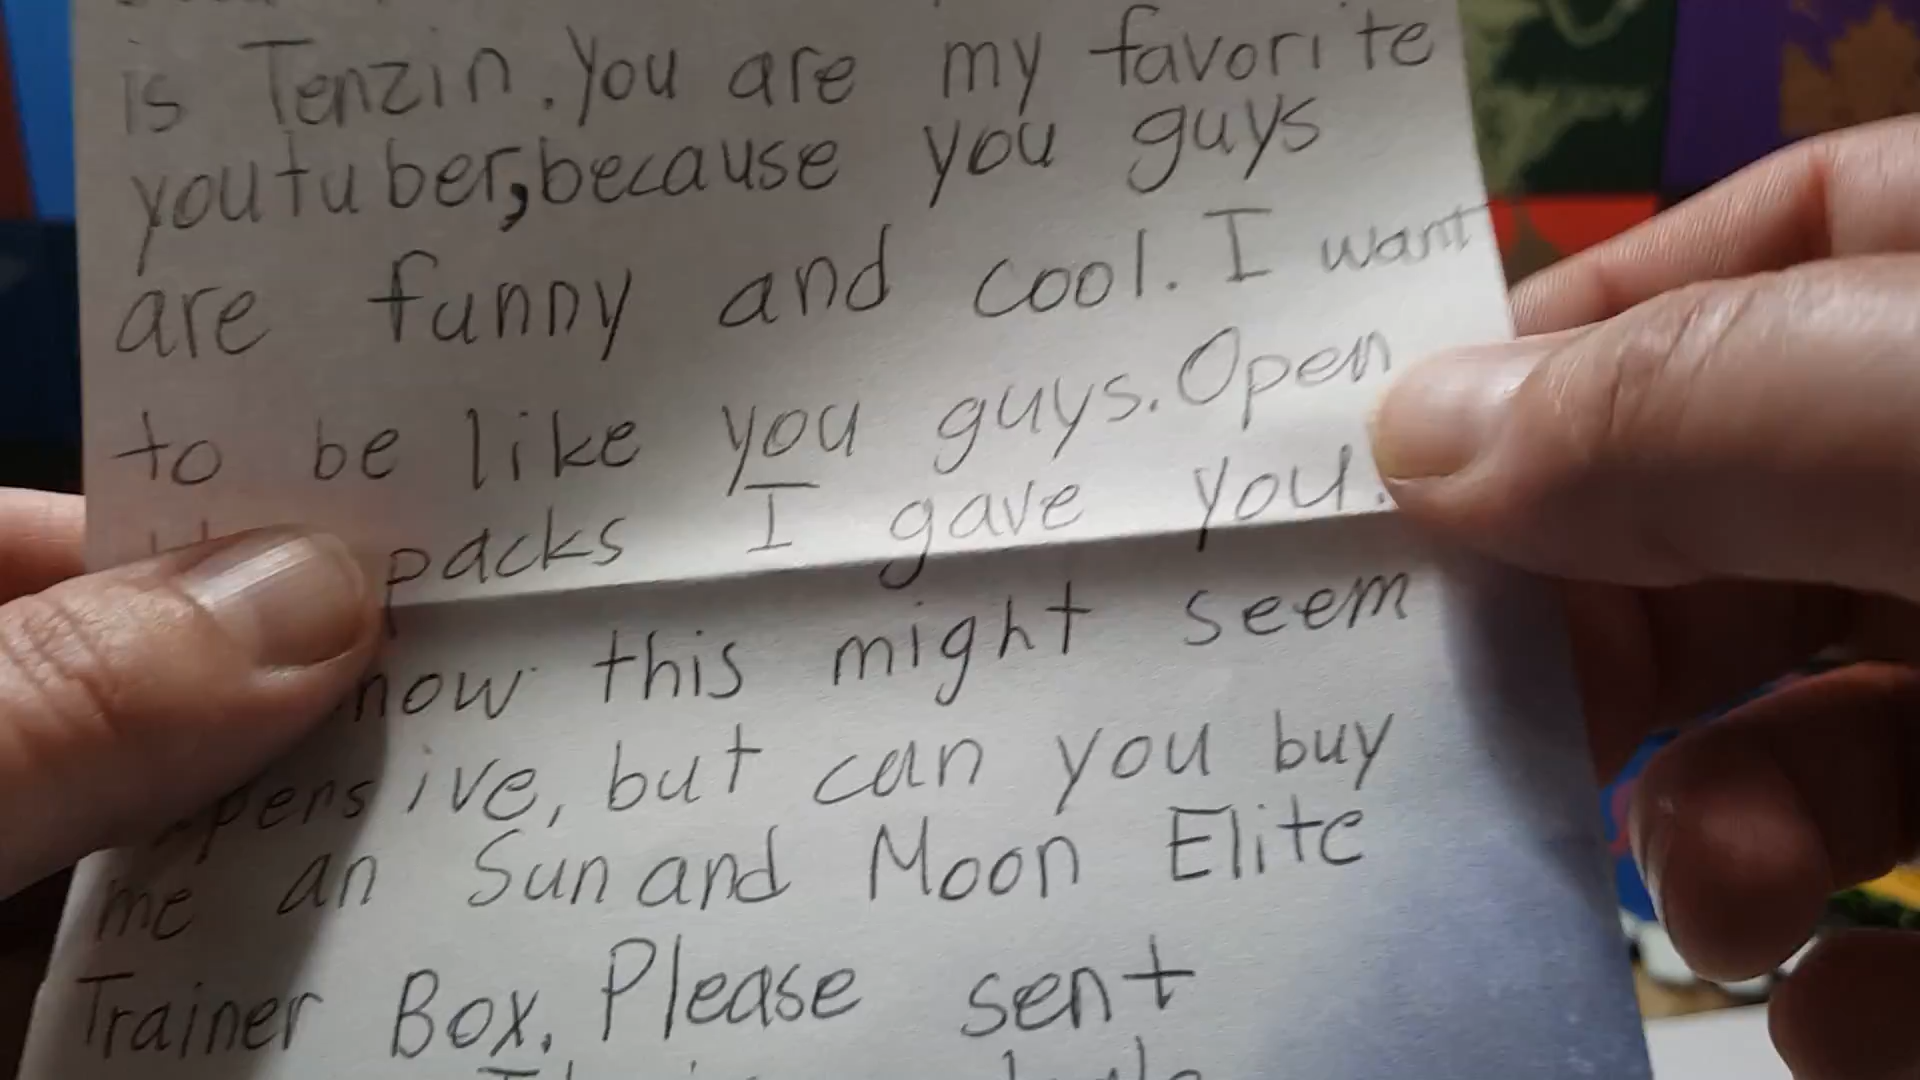 is Tenzin. You are my favorite
youtuber, because you guys
are funny and cool. I want
to be like you guys. Open
packs I gave you.
now this might seem
pensive, but can you buy
me an Sun and Moon Elite
Trainer Box. Please sent